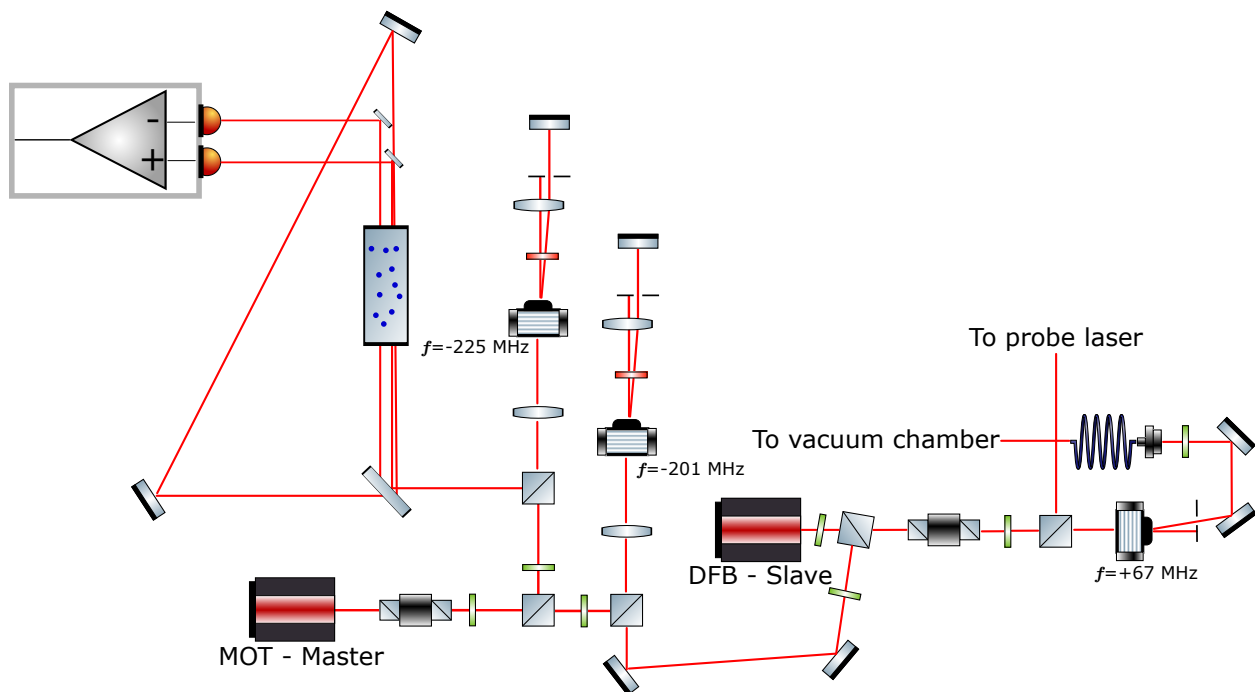 -
+
f=-225 MHz
To probe laser
To vacuum chamber
f=-201 MHz
DFB - Slave
f=+67 MHz
MOT - Master